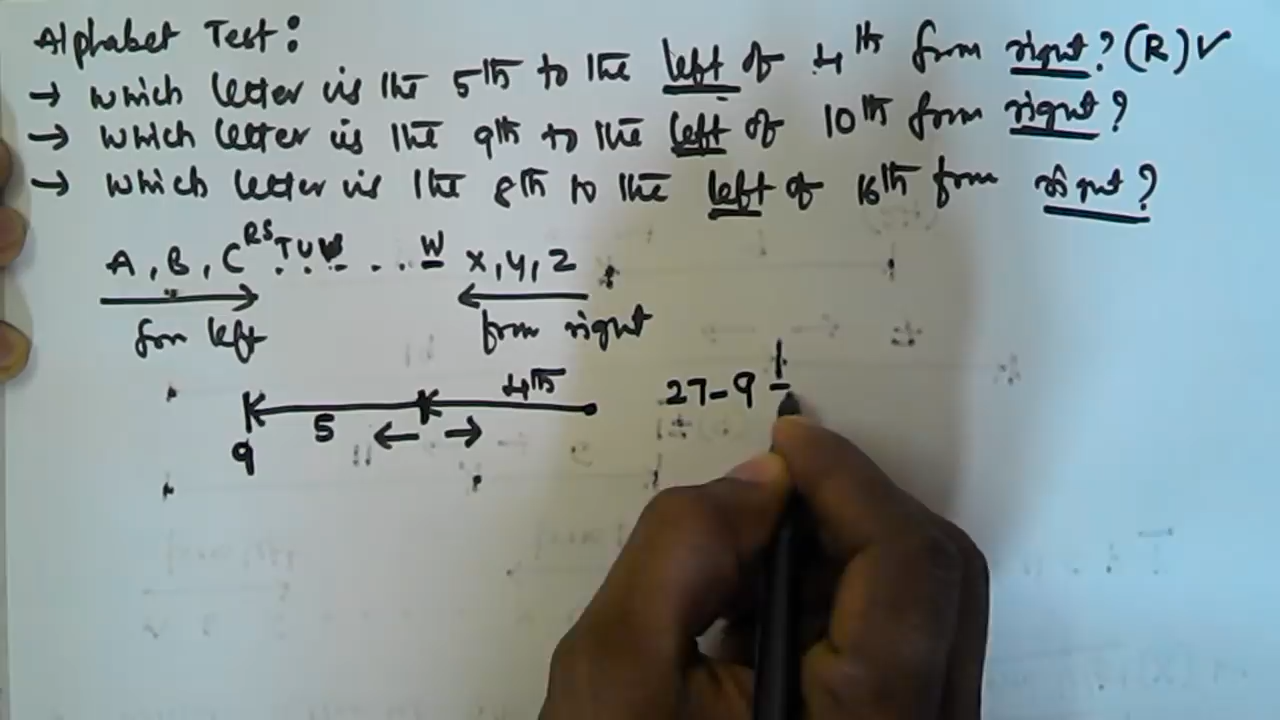 Alphabet Test:
→ which letter is the 5th to the left of 4th from right? (R) ✓
→ which letter is the 9th to the left of 10th from right?
→ which letter is the 8th to the left of 16th from right?
A, B, C RS TUV ..... W X, Y, Z
from left from right
4th
5
9
27-9